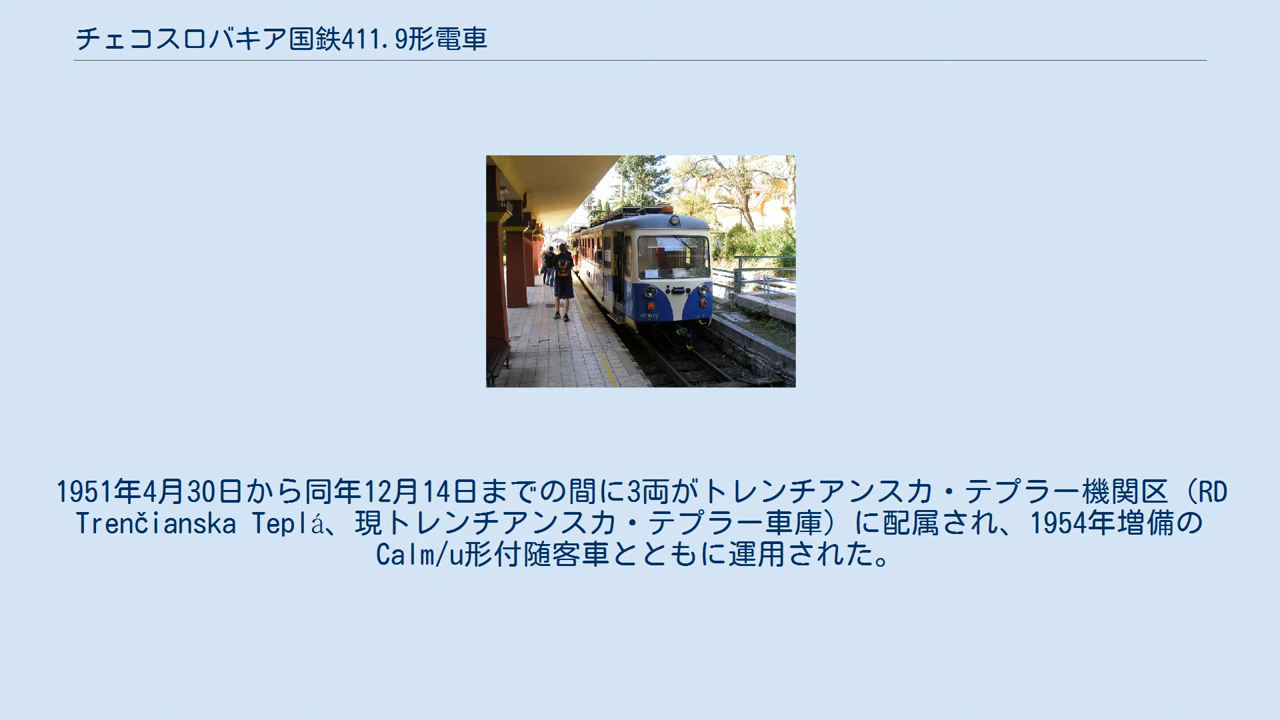 チェコスロバキア国鉄411.9形電車
1951年4月30日から同年12月14日までの間に3両がトレンチアンスカ・テプラー機関区（RD
Trenčianska Teplá、現トレンチアンスカ・テプラー車庫）に配属され、1954年増備の
Calm/u形付随客車とともに運用された。